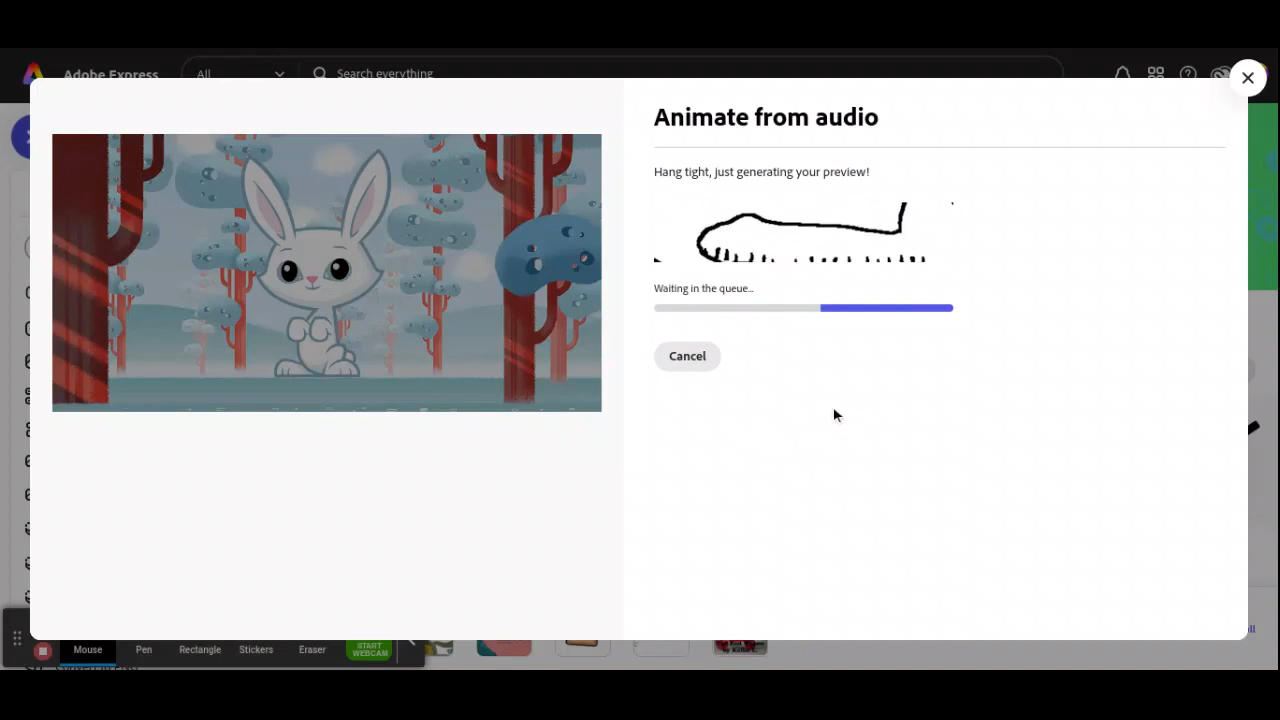 Adobe Express
All
Search everything
Animate from audio
Hang tight, just generating your preview!
Waiting in the queue...
Cancel
Mouse
Pen
Rectangle
Stickers
Eraser
START
WEBCAM